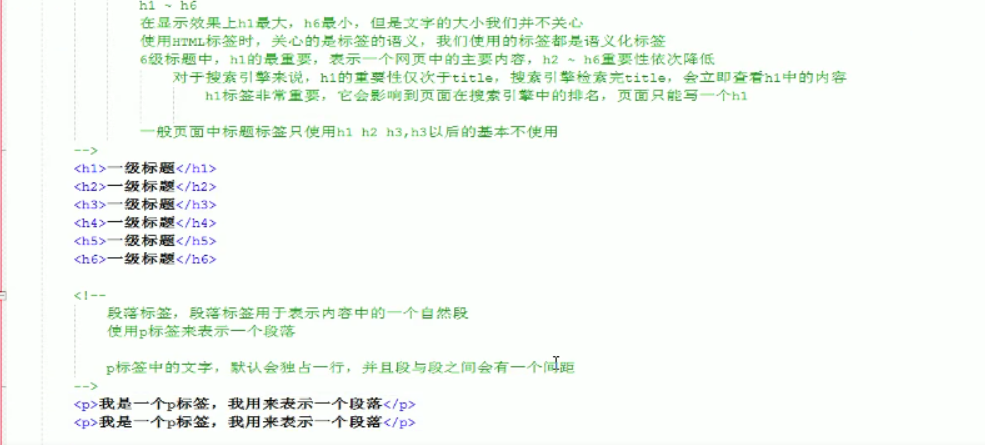 h1 ~ h6
在显示效果上h1最大，h6最小，但是文字的大小我们并不关心
使用HTML标签时，关心的是标签的语义，我们使用的标签都是语义化标签
6级标题中，h1的最重要，表示一个网页中的主要内容，h2 ~ h6重要性依次降低
对于搜索引擎来说，h1的重要性仅次于title，搜索引擎检索完title，会立即查看h1中的内容
h1标签非常重要，它会影响到页面在搜索引擎中的排名，页面只能写一个h1
一般页面中标题标签只使用h1 h2 h3,h3以后的基本不使用
-->
<h1>一级标题</h1>
<h2>一级标题</h2>
<h3>一级标题</h3>
<h4>一级标题</h4>
<h5>一级标题</h5>
<h6>一级标题</h6>
<!--
段落标签，段落标签用于表示内容中的一个自然段
使用p标签来表示一个段落
p标签中的文字，默认会独占一行，并且段与段之间会有一个间距
-->
<p>我是一个p标签，我用来表示一个段落</p>
<p>我是一个p标签，我用来表示一个段落</p>